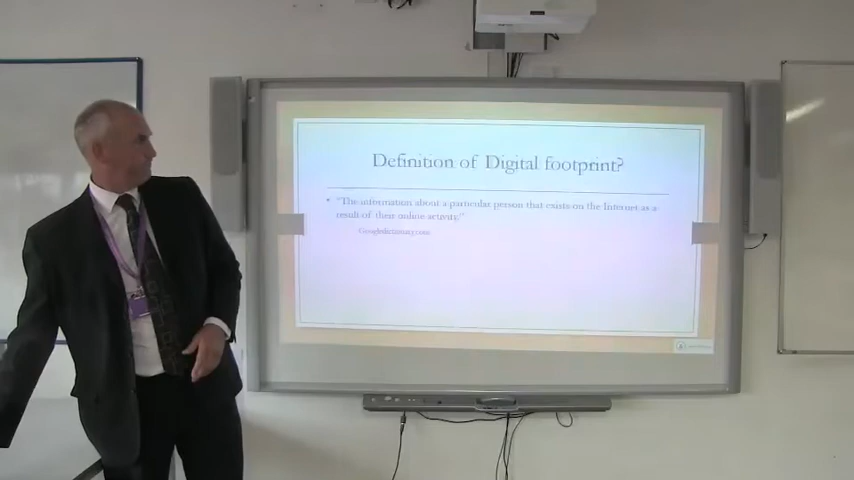 Definition of Digital footprint?
• "The information about a particular person that exists on the Internet as a
result of their online activity."
Googledictionary.com